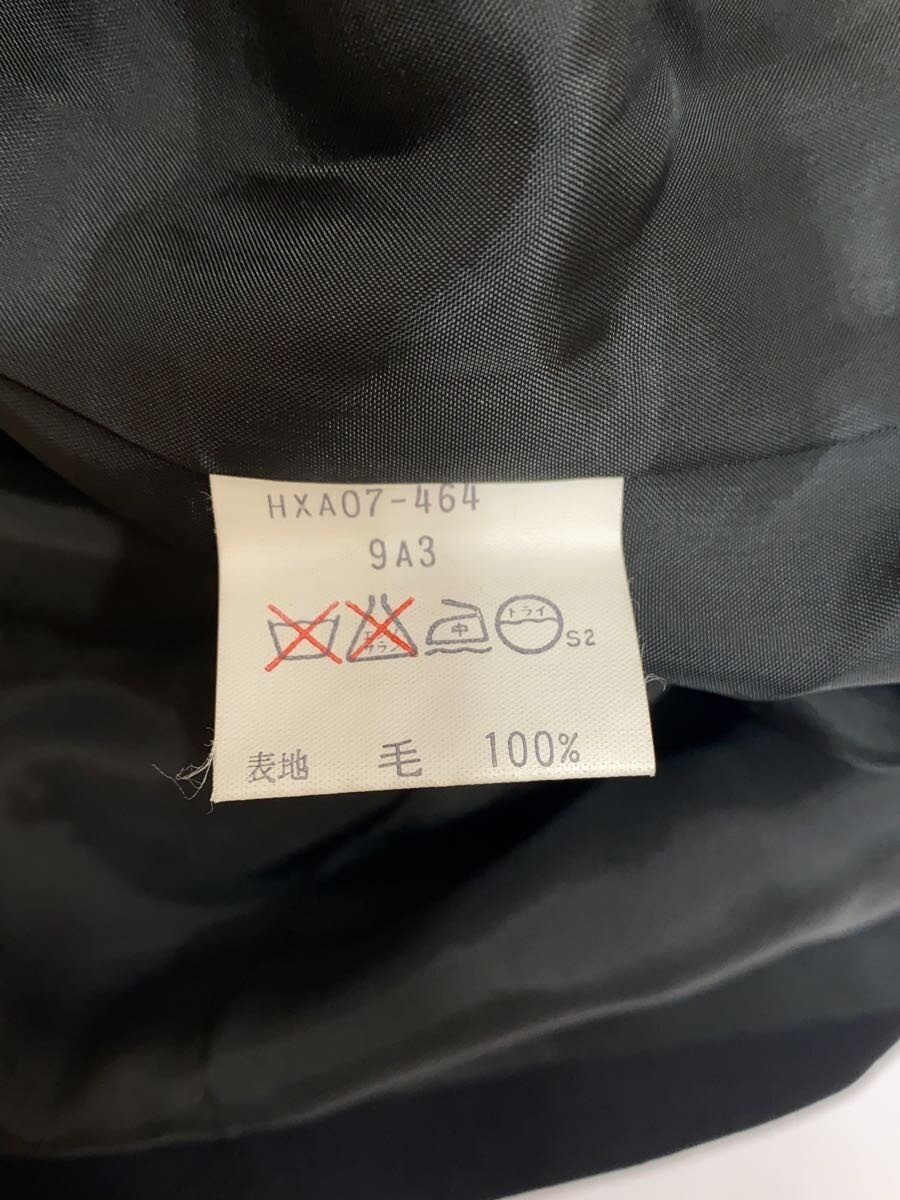 HXA07-464
9A3
エンソ サラシ 中 ドライ S2
表地 毛 100%